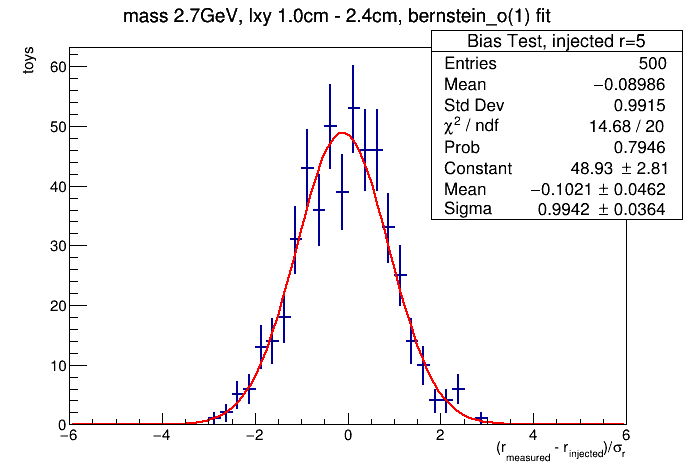 mass 2.7GeV, lxy 1.0cm - 2.4cm, bernstein_o(1) fit
Bias Test, injected r=5
Entries 500
Mean −0.08986
Std Dev 0.9915
χ² / ndf 14.68 / 20
Prob 0.7946
Constant 48.93 ± 2.81
Mean −0.1021 ± 0.0462
Sigma 0.9942 ± 0.0364
toys
60
50
40
30
20
10
0
−6 −4 −2 0 2 4 6
(r_measured - r_injected)/σ_r